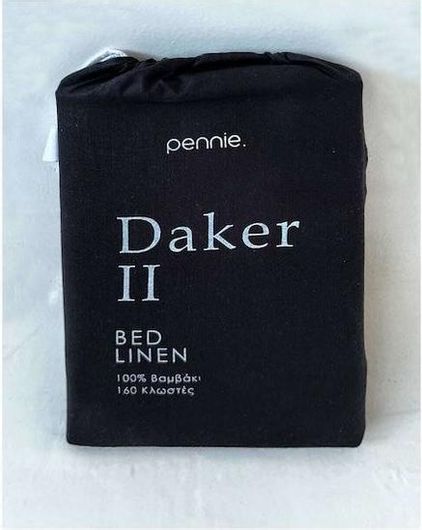 pennie.
Daker
II
BED
LINEN
100% Βαμβάκι
160 Κλωστές